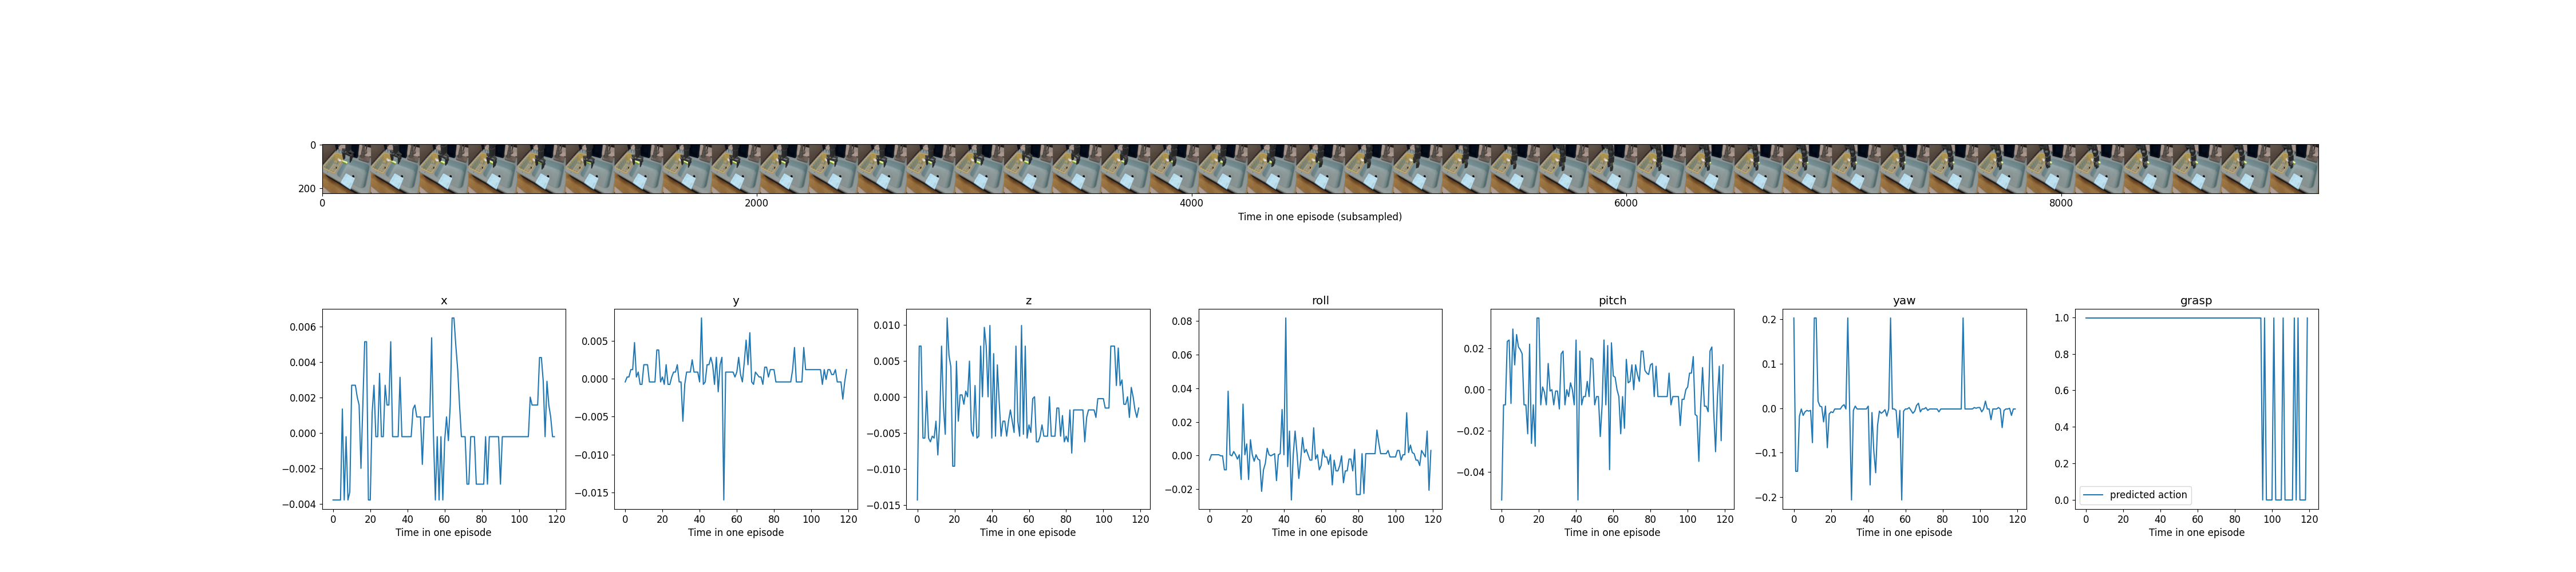 0
200
0 2000 4000 6000 8000
Time in one episode (subsampled)
x
0.006
0.004
0.002
0.000
−0.002
−0.004
0 20 40 60 80 100 120
Time in one episode
y
0.005
0.000
−0.005
−0.010
−0.015
0 20 40 60 80 100 120
Time in one episode
z
0.010
0.005
0.000
−0.005
−0.010
−0.015
0 20 40 60 80 100 120
Time in one episode
roll
0.08
0.06
0.04
0.02
0.00
−0.02
0 20 40 60 80 100 120
Time in one episode
pitch
0.02
0.00
−0.02
−0.04
0 20 40 60 80 100 120
Time in one episode
yaw
0.2
0.1
0.0
−0.1
−0.2
0 20 40 60 80 100 120
Time in one episode
grasp
1.0
0.8
0.6
0.4
0.2
0.0
predicted action
0 20 40 60 80 100 120
Time in one episode